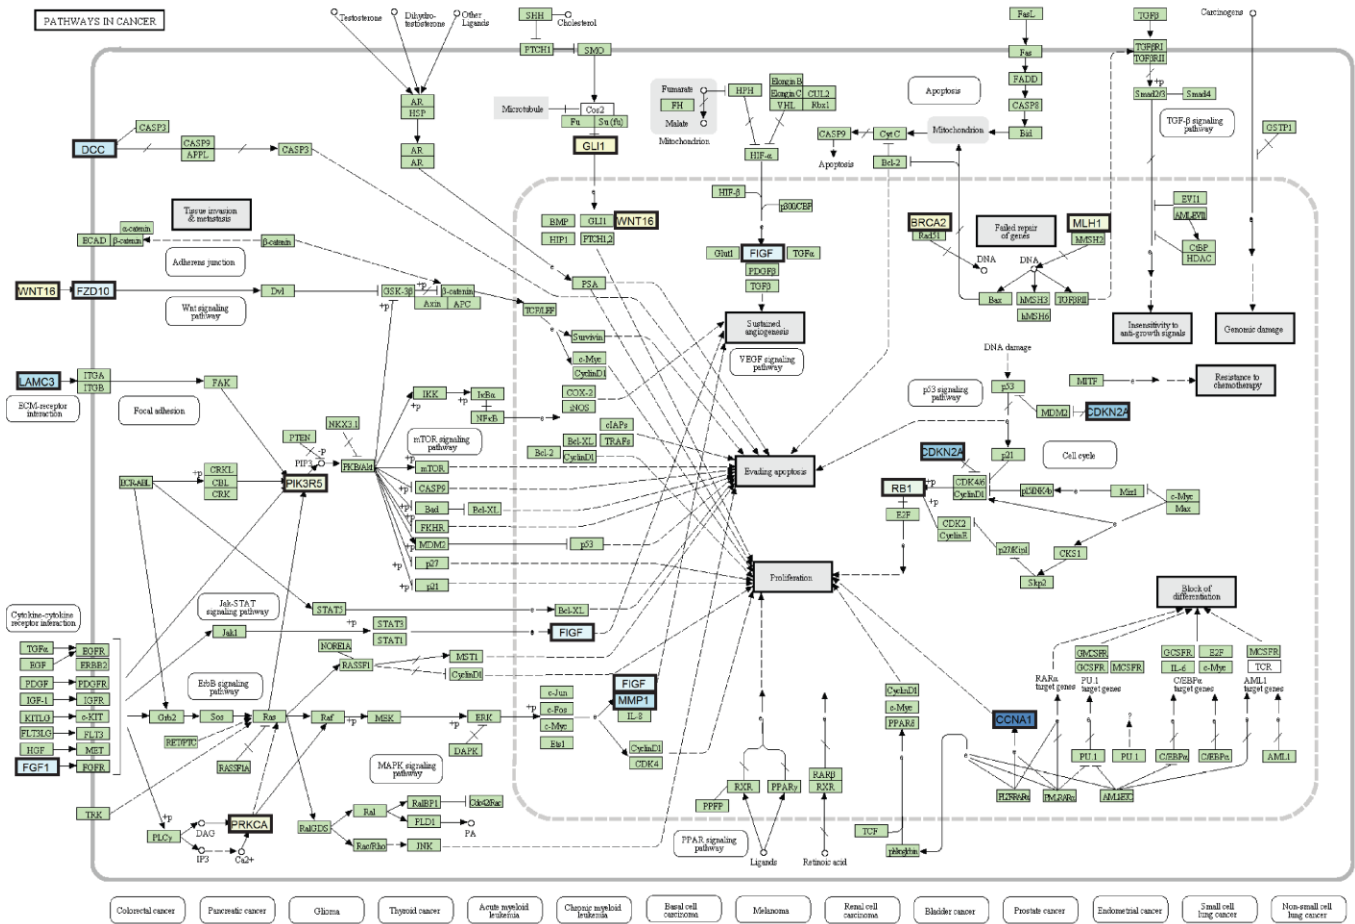 PATHWAYS IN CANCER
Testosterone
Dihydro-
testosterone
Other
Ligands
SHH
Cholesterol
PTCH1
SMO
FasL
TGFβ
Carcinogens
Fas
TGFβRI
TGFβRII
FADD
CASP8
Bid
+p
Smad2/3
Smad4
TGF-β signaling
pathway
GSTP1
AR
HSP
AR
AR
Microtubule
Cos2
Fu
Su(fu)
GLI1
Fumarate
FH
Malate
Mitochondrion
HPH
Elongin B
Elongin C
CUL2
VHL
Rbx1
HIF-α
Apoptosis
CASP9
CytC
Mitochondrion
Apoptosis
Bcl-2
DCC
CASP3
CASP9
APPL
CASP3
Tissue invasion
& metastasis
α-catenin
ECAD
β-catenin
β-catenin
Adherens junction
HIF-β
p300/CBP
BMP
GLI1
WNT16
HIP1
PTCH1,2
Glut1
FIGF
TGFα
PDGFβ
TGFβ
BRCA2
Rad51
DNA
Failed repair
of genes
MLH1
hMSH2
DNA
Bax
hMSH3
TGFβRII
hMSH6
EVI1
AML-EVI1
CtBP
HDAC
WNT16
FZD10
Dvl
GSK-3β
β-catenin
Axin
APC
Wnt signaling
pathway
TCF/LEF
PSA
Survivin
c-Myc
CyclinD1
Sustained
angiogenesis
VEGF signaling
pathway
Insensitivity to
anti-growth signals
Genomic damage
DNA damage
p53
p53 signaling
pathway
MDM2
CDKN2A
MITF
Resistance to
chemotherapy
LAMC3
ITGA
ITGB
FAK
ECM-receptor
interaction
Focal adhesion
IKK
IκBα
NFκB
COX-2
iNOS
PTEN
NKX3.1
PIP3
PKB/Akt
mTOR signaling
pathway
mTOR
cIAPs
Bcl-XL
TRAFs
Bcl-2
CyclinD1
Evading apoptosis
CDKN2A
p21
Cell cycle
BCR-ABL
CRKL
CBL
CRK
PIK3R5
CASP9
Bad
Bcl-XL
FKHR
MDM2
p53
p27
p21
RB1
E2F
CDK4/6
CyclinD1
p15INK4b
Miz1
c-Myc
Max
CDK2
CyclinE
p27Kip1
CKS1
Skp2
Proliferation
Block of
differentiation
Cytokine-cytokine
receptor interaction
Jak-STAT
signaling pathway
STAT5
Bcl-XL
Jak1
STAT3
STAT1
FIGF
TGFα
EGFR
EGF
ERBB2
PDGF
PDGFR
IGF-1
IGFR
KITLG
c-KIT
FLT3LG
FLT3
HGF
MET
FGF1
FGFR
TRK
NORE1A
RASSF1
MST1
CyclinD1
ErbB signaling
pathway
Grb2
Sos
Ras
Raf
MEK
ERK
DAPK
RET/PTC
RASSF1A
MAPK signaling
pathway
c-Jun
c-Fos
c-Myc
Ets1
FIGF
MMP1
IL-8
CyclinD1
CDK4
CyclinD1
c-Myc
PPARδ
GCSFR
MCSFR
GCSFR
IL-6
E2F
c-Myc
MCSFR
TCR
RARα
target genes
PU.1
target genes
C/EBPα
target genes
AML1
target genes
CCNA1
PU.1
PU.1
C/EBPα
C/EBPα
AML1
PLZF-RARα
PML-RARα
AML1-ETO
PLCγ
DAG
IP3
PRKCA
Ca2+
RalGDS
Ral
RalBP1
Cdc42/Rac
PLD1
PA
Rac/Rho
JNK
RXR
PPARγ
PPFP
RARβ
RXR
PPAR signaling
pathway
Ligands
Retinoic acid
TCF
Colorectal cancer
Pancreatic cancer
Glioma
Thyroid cancer
Acute myeloid
leukemia
Chronic myeloid
leukemia
Basal cell
carcinoma
Melanoma
Renal cell
carcinoma
Bladder cancer
Prostate cancer
Endometrial cancer
Small cell
lung cancer
Non-small cell
lung cancer